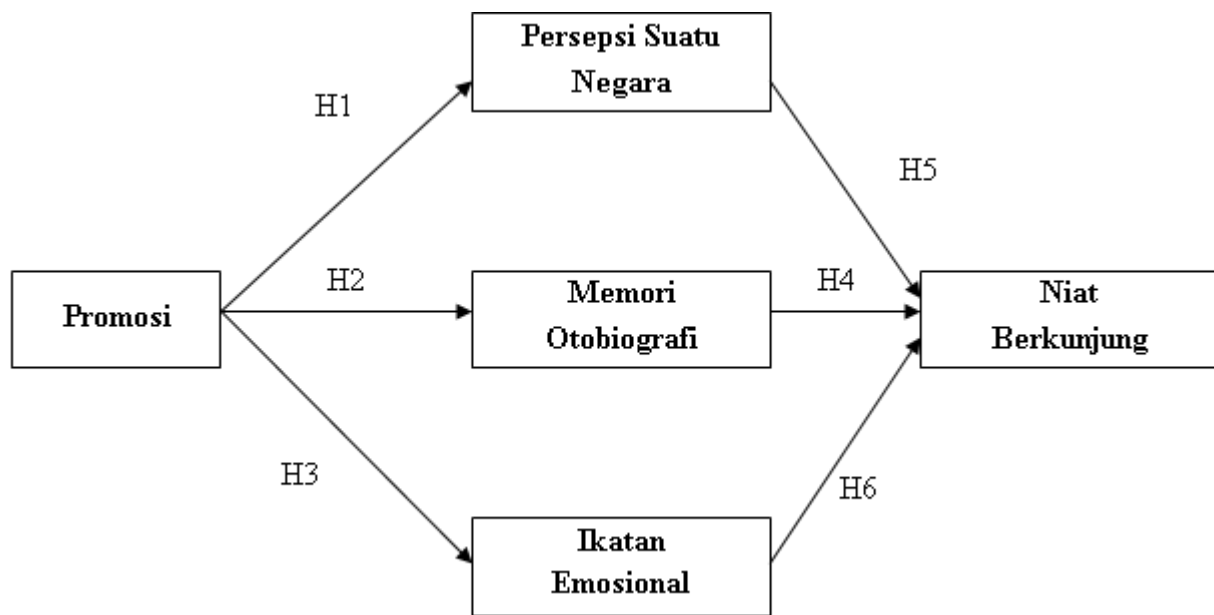 Persepsi Suatu
Negara
H1
H5
Promosi
H2
Memori
Otobiografi
H4
Niat
Berkunjung
H3
H6
Ikatan
Emosional